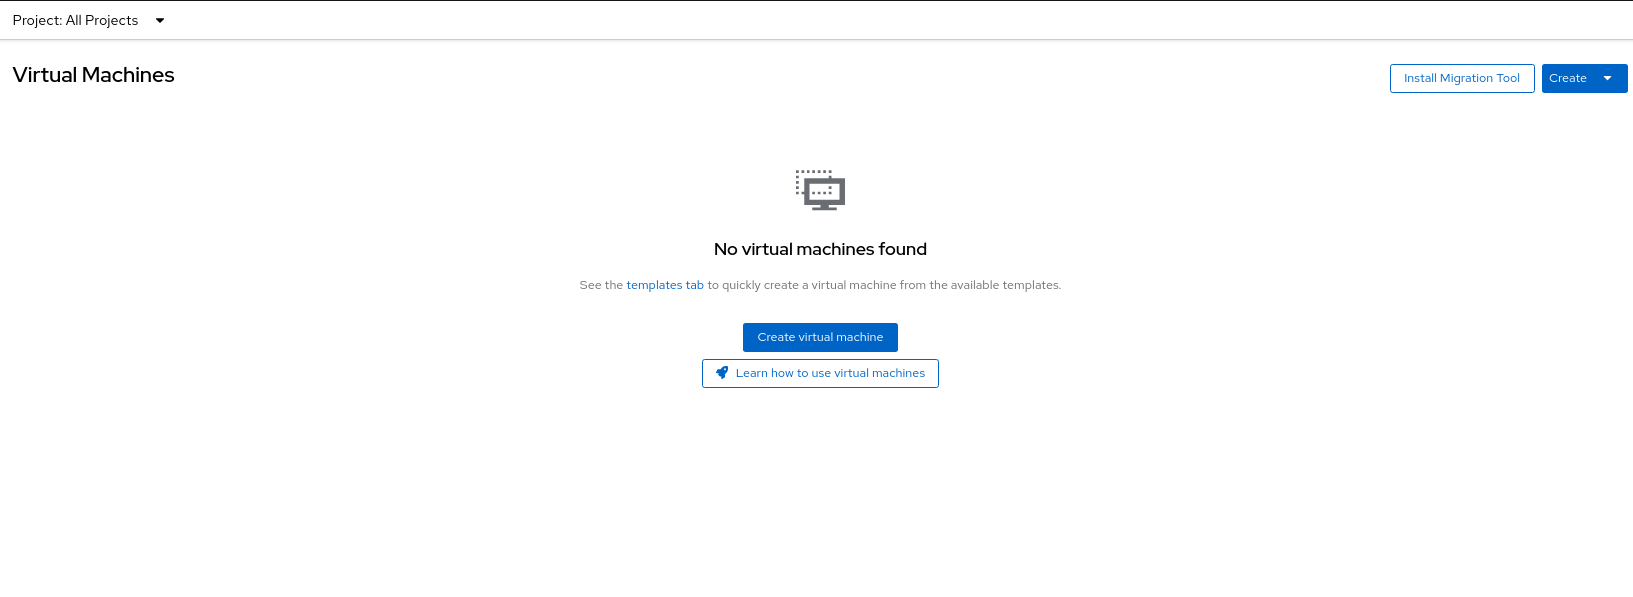 Project: All Projects
Virtual Machines
Install Migration Tool
Create
No virtual machines found
See the templates tab to quickly create a virtual machine from the available templates.
Create virtual machine
Learn how to use virtual machines